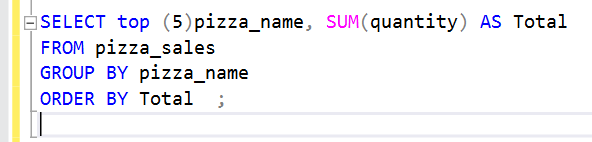 SELECT top (5)pizza_name, SUM(quantity) AS Total
FROM pizza_sales
GROUP BY pizza_name
ORDER BY Total  ;